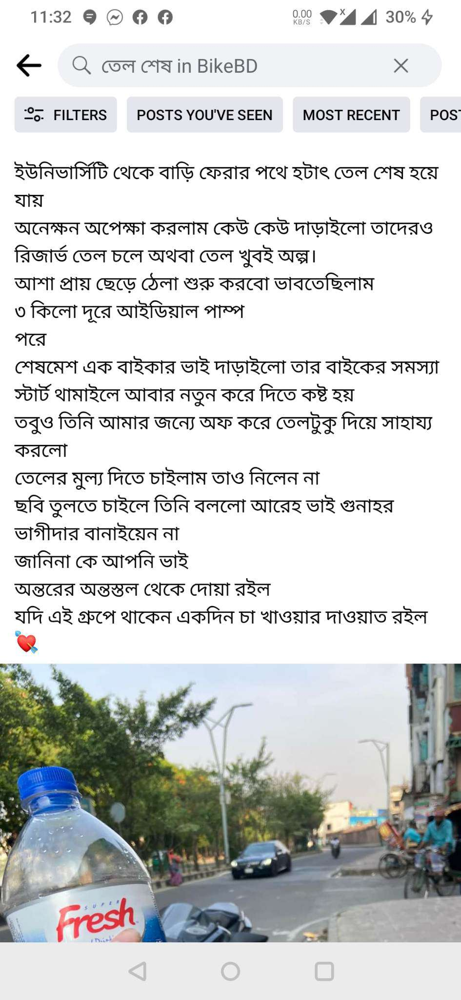 11:32
0.00
KB/S
30%
তেল শেষ in BikeBD
FILTERS
POSTS YOU'VE SEEN
MOST RECENT
POST
ইউনিভার্সিটি থেকে বাড়ি ফেরার পথে হটাৎ তেল শেষ হয়ে
যায়
অনেক্ষন অপেক্ষা করলাম কেউ কেউ দাড়াইলো তাদেরও
রিজার্ভ তেল চলে অথবা তেল খুবই অল্প।
আশা প্রায় ছেড়ে ঠেলা শুরু করবো ভাবতেছিলাম
৩ কিলো দূরে আইডিয়াল পাম্প
পরে
শেষমেশ এক বাইকার ভাই দাড়াইলো তার বাইকের সমস্যা
স্টার্ট থামাইলে আবার নতুন করে দিতে কষ্ট হয়
তবুও তিনি আমার জন্যে অফ করে তেলটুকু দিয়ে সাহায্য
করলো
তেলের মুল্য দিতে চাইলাম তাও নিলেন না
ছবি তুলতে চাইলে তিনি বললো আরেহ ভাই গুনাহর
ভাগীদার বানাইয়েন না
জানিনা কে আপনি ভাই
অন্তরের অন্তস্তল থেকে দোয়া রইল
যদি এই গ্রুপে থাকেন একদিন চা খাওয়ার দাওয়াত রইল
💘
SUPER
Fresh